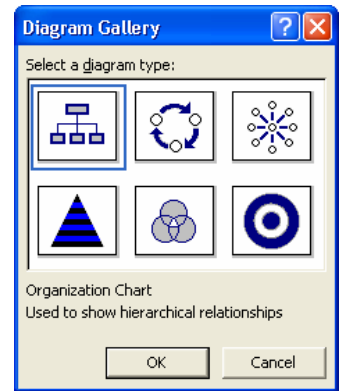 Diagram Gallery
Select a diagram type:
Organization Chart
Used to show hierarchical relationships
OK Cancel